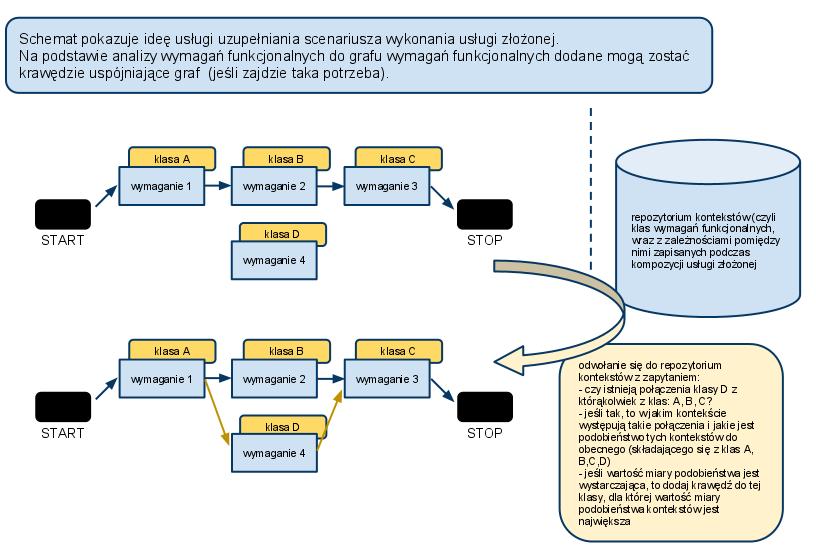 Schemat pokazuje ideę usługi uzupełniania scenariusza wykonania usługi złożonej.
Na podstawie analizy wymagań funkcjonalnych do grafu wymagań funkcjonalnych dodane mogą zostać
krawędzie uspójniające graf (jeśli zajdzie taka potrzeba).
klasa A
klasa B
klasa C
wymaganie 1
wymaganie 2
wymaganie 3
START
STOP
klasa D
wymaganie 4
repozytorium kontekstów (czyli
klas wymagań funkcjonalnych,
wraz z zależnościami pomiędzy
nimi zapisanych podczas
kompozycji usługi złożonej
klasa A
klasa B
klasa C
wymaganie 1
wymaganie 2
wymaganie 3
START
STOP
klasa D
wymaganie 4
odwołanie się do repozytorium
kontekstów z zapytaniem:
- czy istnieją połączenia klasy D z
którąkolwiek z klas: A, B, C?
- jeśli tak, to w jakim kontekście
występują takie połączenia i jakie jest
podobieństwo tych kontekstów do
obecnego (składającego się z klas A,
B,C,D)
- jeśli wartość miary podobieństwa jest
wystarczająca, to dodaj krawędź do tej
klasy, dla której wartość miary
podobieństwa kontekstów jest
największa